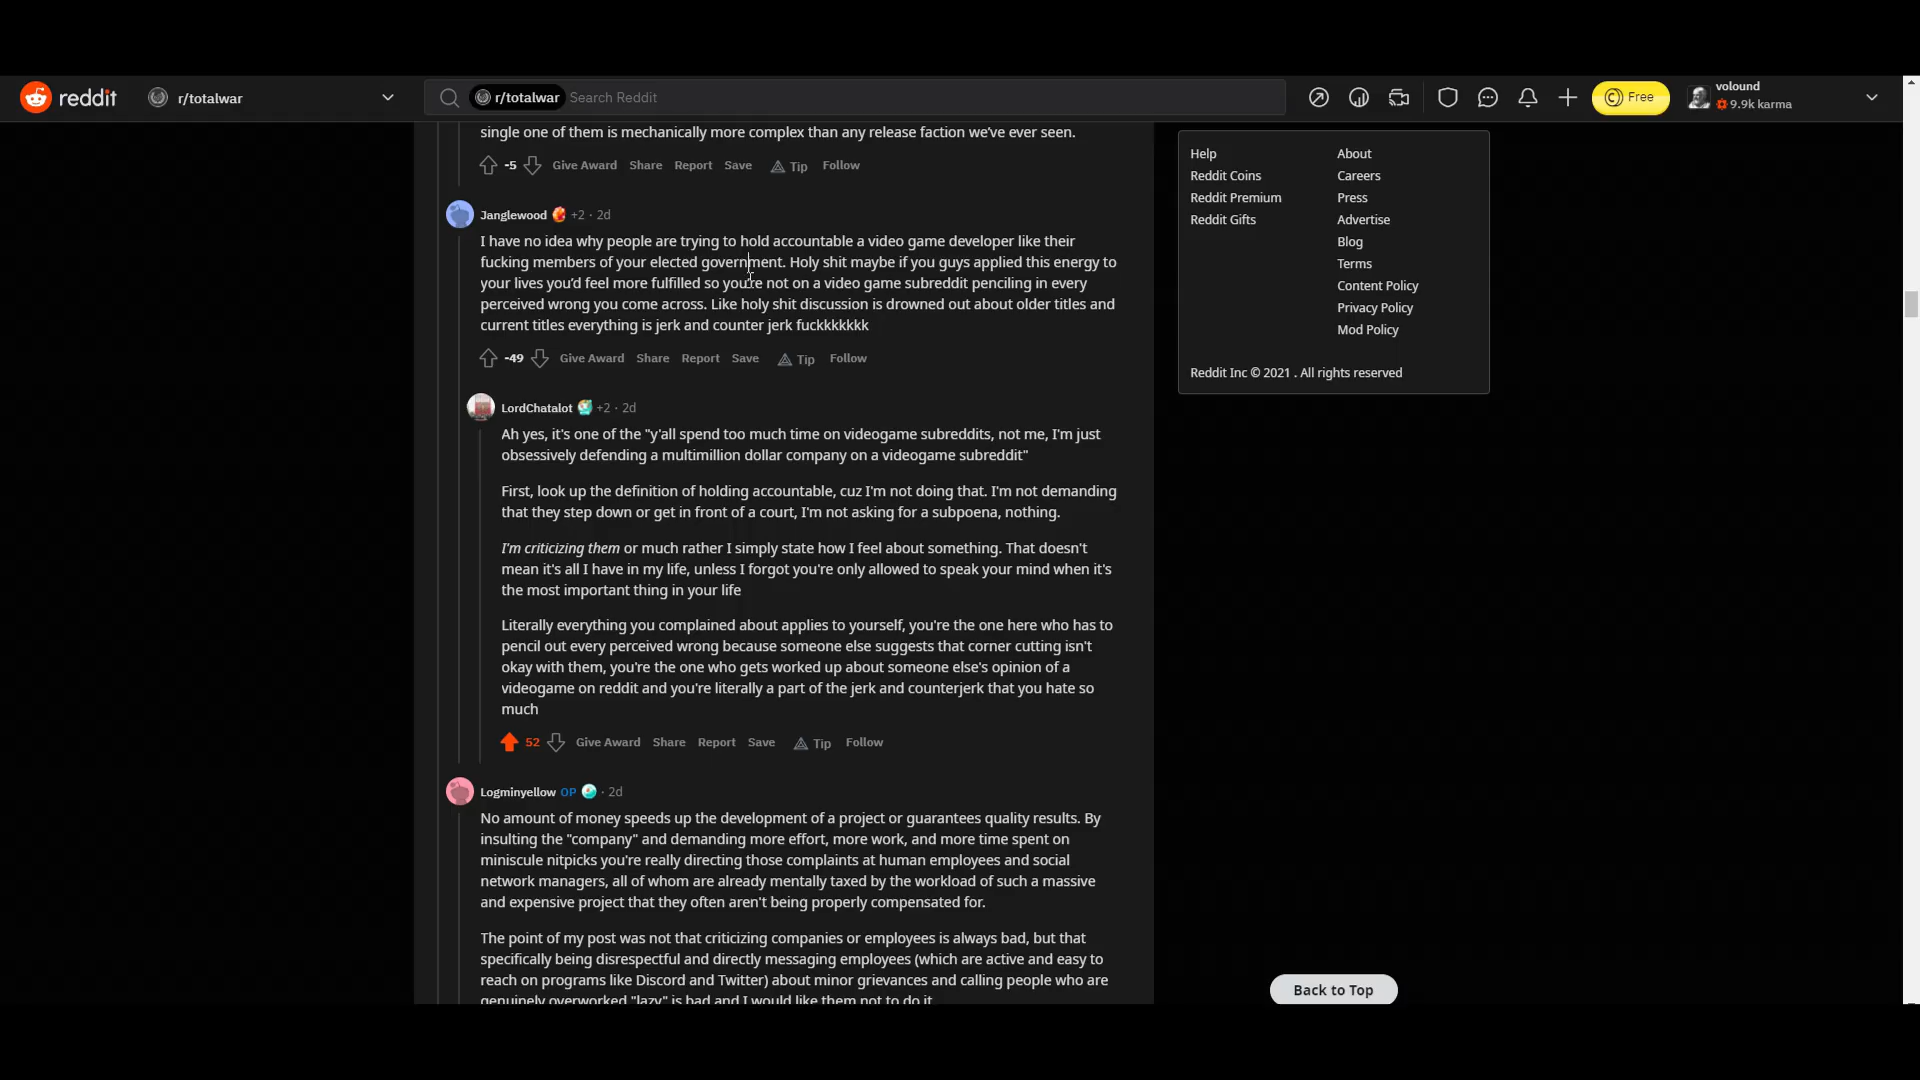 reddit
r/totalwar
r/totalwar Search Reddit
Free
volound
9.9k karma
single one of them is mechanically more complex than any release faction we've ever seen.
-5 Give Award Share Report Save Tip Follow
Janglewood +2 · 2d
I have no idea why people are trying to hold accountable a video game developer like their
fucking members of your elected government. Holy shit maybe if you guys applied this energy to
your lives you'd feel more fulfilled so you're not on a video game subreddit penciling in every
perceived wrong you come across. Like holy shit discussion is drowned out about older titles and
current titles everything is jerk and counter jerk fuckkkkkkk
-49 Give Award Share Report Save Tip Follow
LordChatalot +2 · 2d
Ah yes, it's one of the "y'all spend too much time on videogame subreddits, not me, I'm just
obsessively defending a multimillion dollar company on a videogame subreddit"
First, look up the definition of holding accountable, cuz I'm not doing that. I'm not demanding
that they step down or get in front of a court, I'm not asking for a subpoena, nothing.
I'm criticizing them or much rather I simply state how I feel about something. That doesn't
mean it's all I have in my life, unless I forgot you're only allowed to speak your mind when it's
the most important thing in your life
Literally everything you complained about applies to yourself, you're the one here who has to
pencil out every perceived wrong because someone else suggests that corner cutting isn't
okay with them, you're the one who gets worked up about someone else's opinion of a
videogame on reddit and you're literally a part of the jerk and counterjerk that you hate so
much
52 Give Award Share Report Save Tip Follow
Logminyellow OP · 2d
No amount of money speeds up the development of a project or guarantees quality results. By
insulting the "company" and demanding more effort, more work, and more time spent on
miniscule nitpicks you're really directing those complaints at human employees and social
network managers, all of whom are already mentally taxed by the workload of such a massive
and expensive project that they often aren't being properly compensated for.
The point of my post was not that criticizing companies or employees is always bad, but that
specifically being disrespectful and directly messaging employees (which are active and easy to
reach on programs like Discord and Twitter) about minor grievances and calling people who are
genuinely overworked "lazy" is bad and I would like them not to do it.
Help About
Reddit Coins Careers
Reddit Premium Press
Reddit Gifts Advertise
Blog
Terms
Content Policy
Privacy Policy
Mod Policy
Reddit Inc © 2021 . All rights reserved
Back to Top